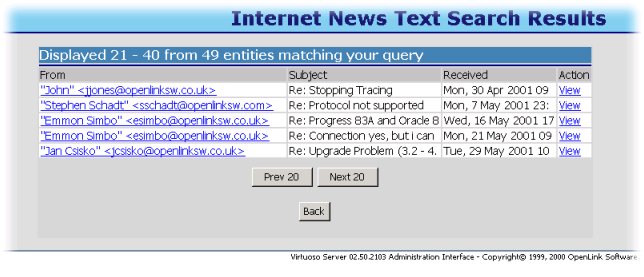 Internet News Text Search Results
Displayed 21 - 40 from 49 entities matching your query
From Subject Received Action
"John" <jjones@openlinksw.co.uk> Re: Stopping Tracing Mon, 30 Apr 2001 09 View
"Stephen Schadt" <sschadt@openlinksw.com> Re: Protocol not supported Mon, 7 May 2001 23: View
"Emmon Simbo" <esimbo@openlinksw.co.uk> Re: Progress 83A and Oracle 8 Wed, 16 May 2001 17 View
"Emmon Simbo" <esimbo@openlinksw.co.uk> Re: Connection yes, but i can Mon, 21 May 2001 09 View
"Jan Csisko" <jcsisko@openlinksw.co.uk> Re: Upgrade Problem (3.2 - 4. Tue, 29 May 2001 10 View
Prev 20 Next 20
Back
Virtuoso Server 02.50.2103 Administration Interface - Copyright© 1999, 2000 OpenLink Software